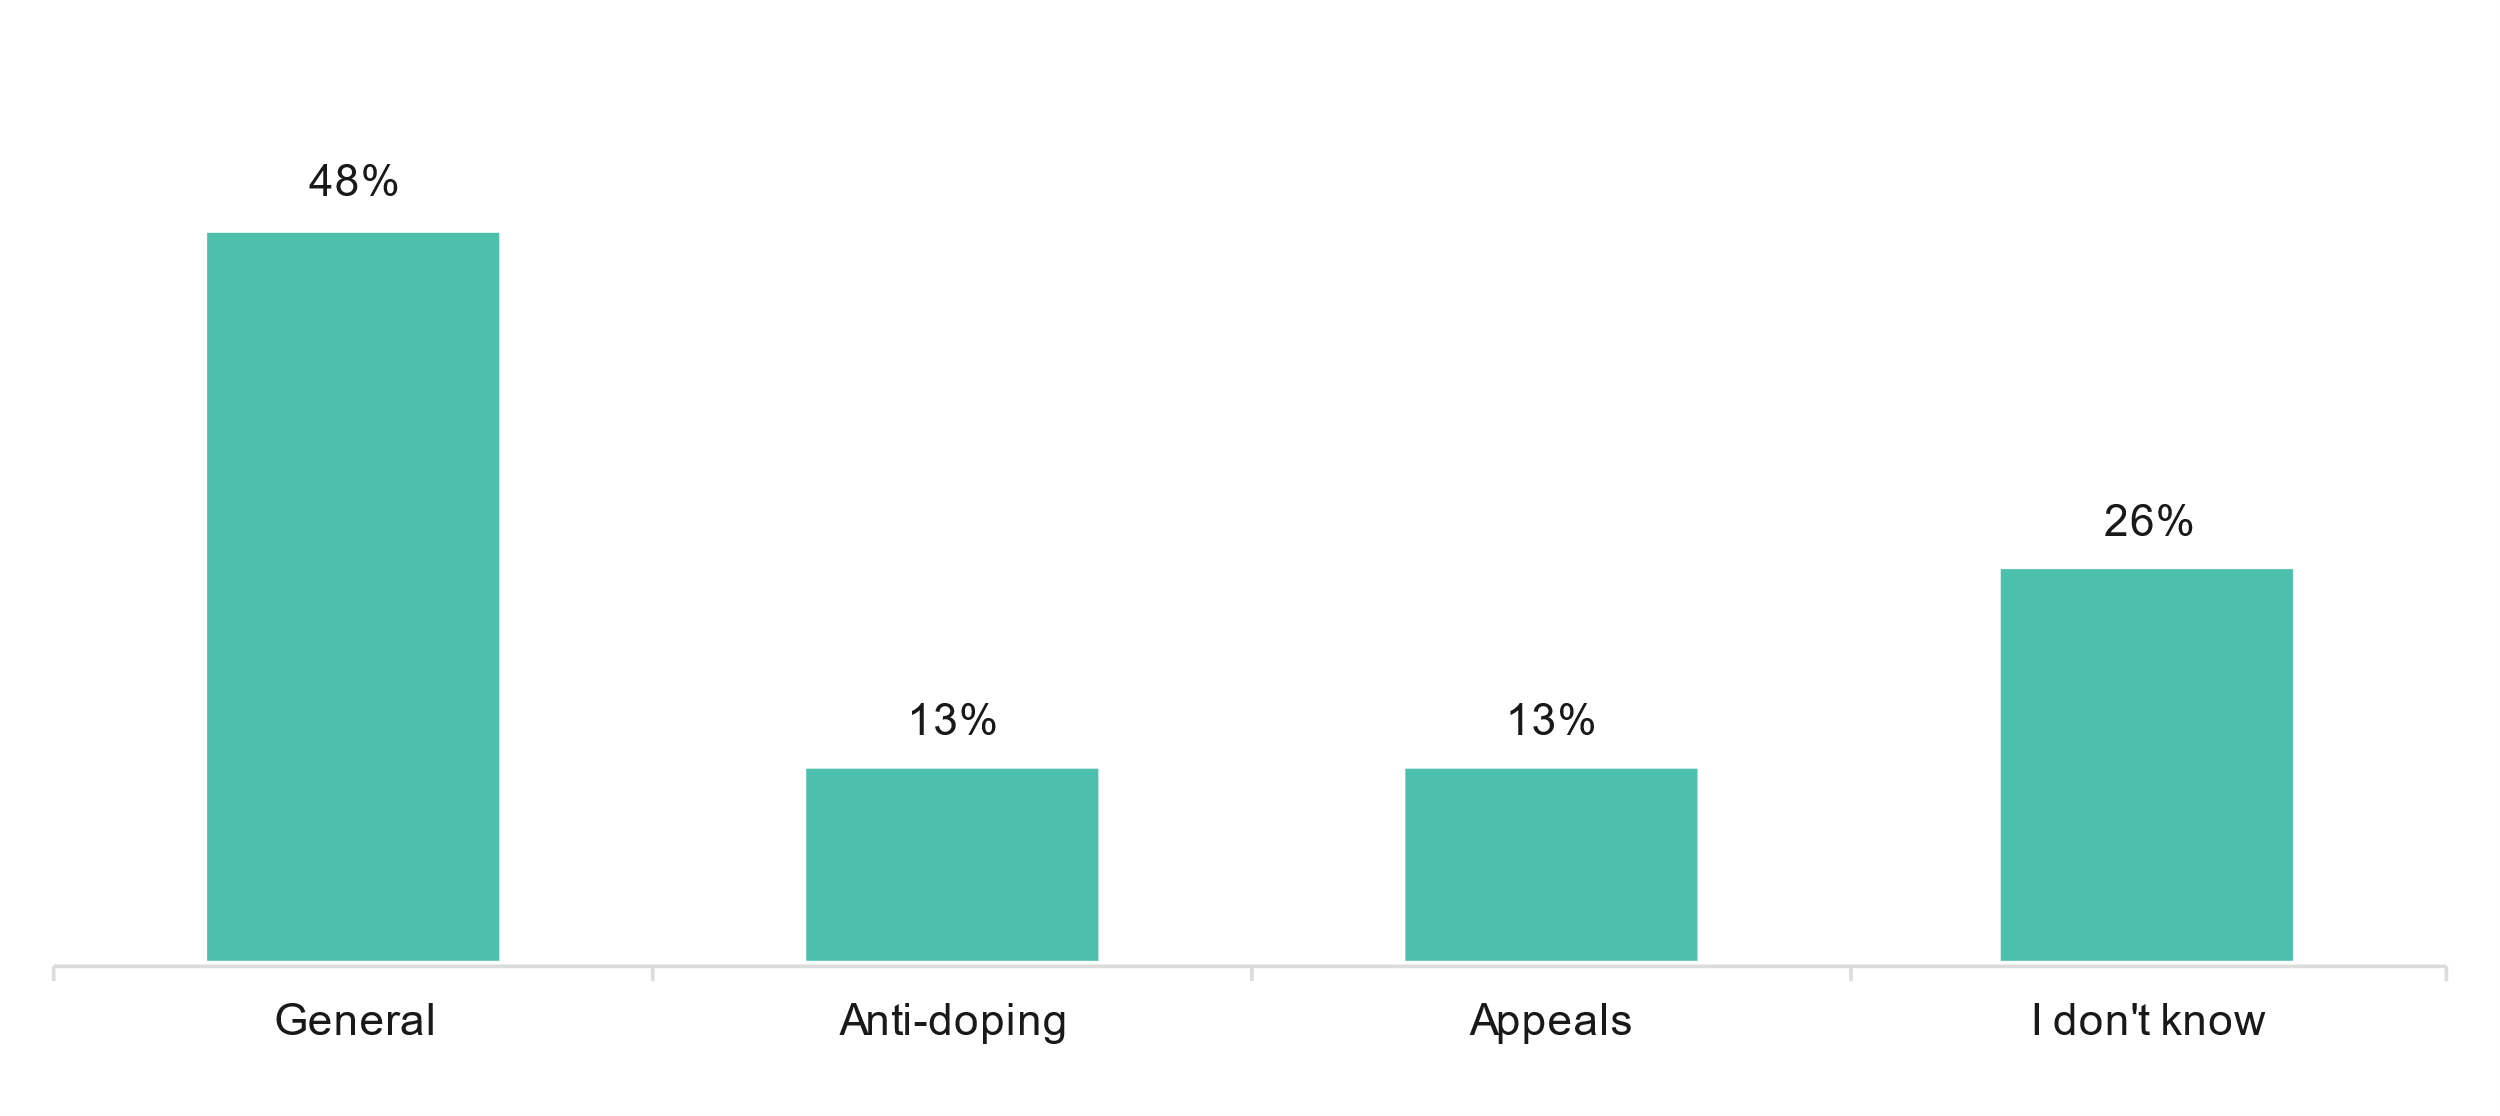 48%
26%
13%
13%
General
Anti-doping
Appeals
I don't know